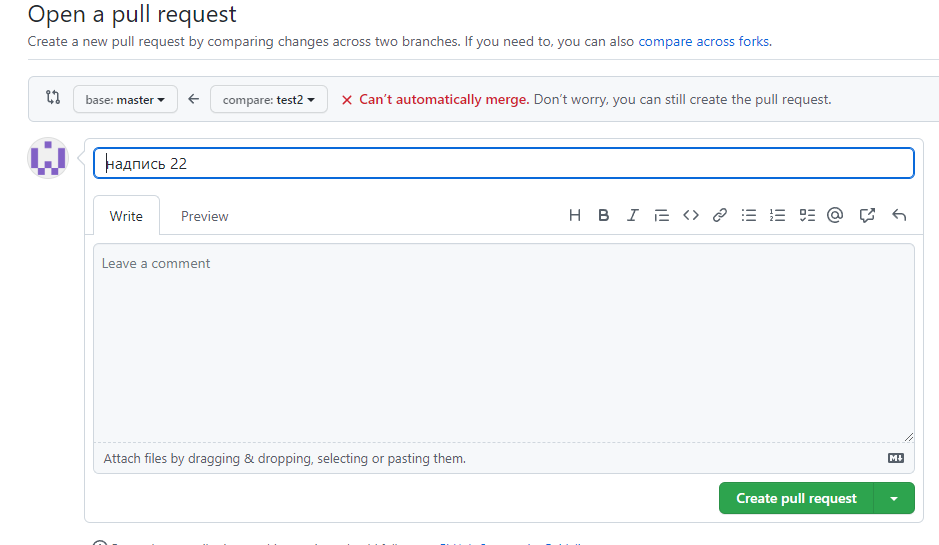 Open a pull request
Create a new pull request by comparing changes across two branches. If you need to, you can also compare across forks.
base: master compare: test2 Can’t automatically merge. Don’t worry, you can still create the pull request.
надпись 22
Write Preview
Leave a comment
Attach files by dragging & dropping, selecting or pasting them.
Create pull request